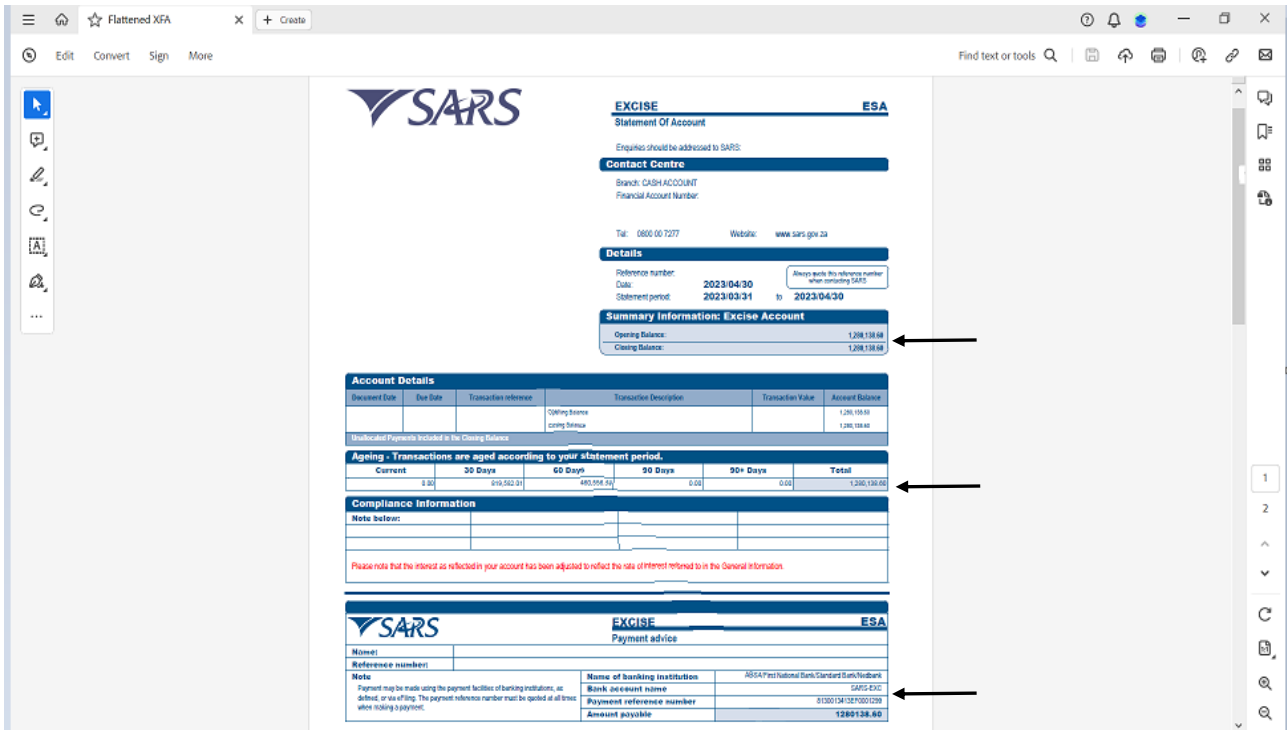 Flattened XFA
Create
Edit Convert Sign More
Find text or tools
SARS
EXCISE ESA
Statement Of Account
Enquiries should be addressed to SARS:
Contact Centre
Branch: CASH ACCOUNT
Financial Account Number:
Tel: 0800 00 7277 Website: www.sars.gov.za
Details
Reference number:
Always quote this reference number when contacting SARS
Date: 2023/04/30
Statement period: 2023/03/31 to 2023/04/30
Summary Information: Excise Account
Opening Balance: 1,280,138.60
Closing Balance: 1,280,138.60
Account Details
Document Date Due Date Transaction reference Transaction Description Transaction Value Account Balance
Opening Balance 1,280,138.60
Closing Balance 1,280,138.60
Unallocated Payments Included in the Closing Balance
Ageing - Transactions are aged according to your statement period.
Current 30 Days 60 Days 90 Days 90+ Days Total
0.00 0.00 0.00 1,280,138.60
Compliance Information
Note below:
Please note that the interest as reflected in your account has been adjusted to reflect the rate of interest referred to in the General Information.
SARS
EXCISE ESA
Payment advice
Name:
Reference number:
Note
Payment may be made using the payment facilities of banking institutions, as
defined, or via eFiling. The payment reference number must be quoted at all times
when making a payment.
Name of banking institution ABSA/First National Bank/Standard Bank/Nedbank
Bank account name SARS-EXC
Payment reference number
Amount payable 1280138.60
1
2